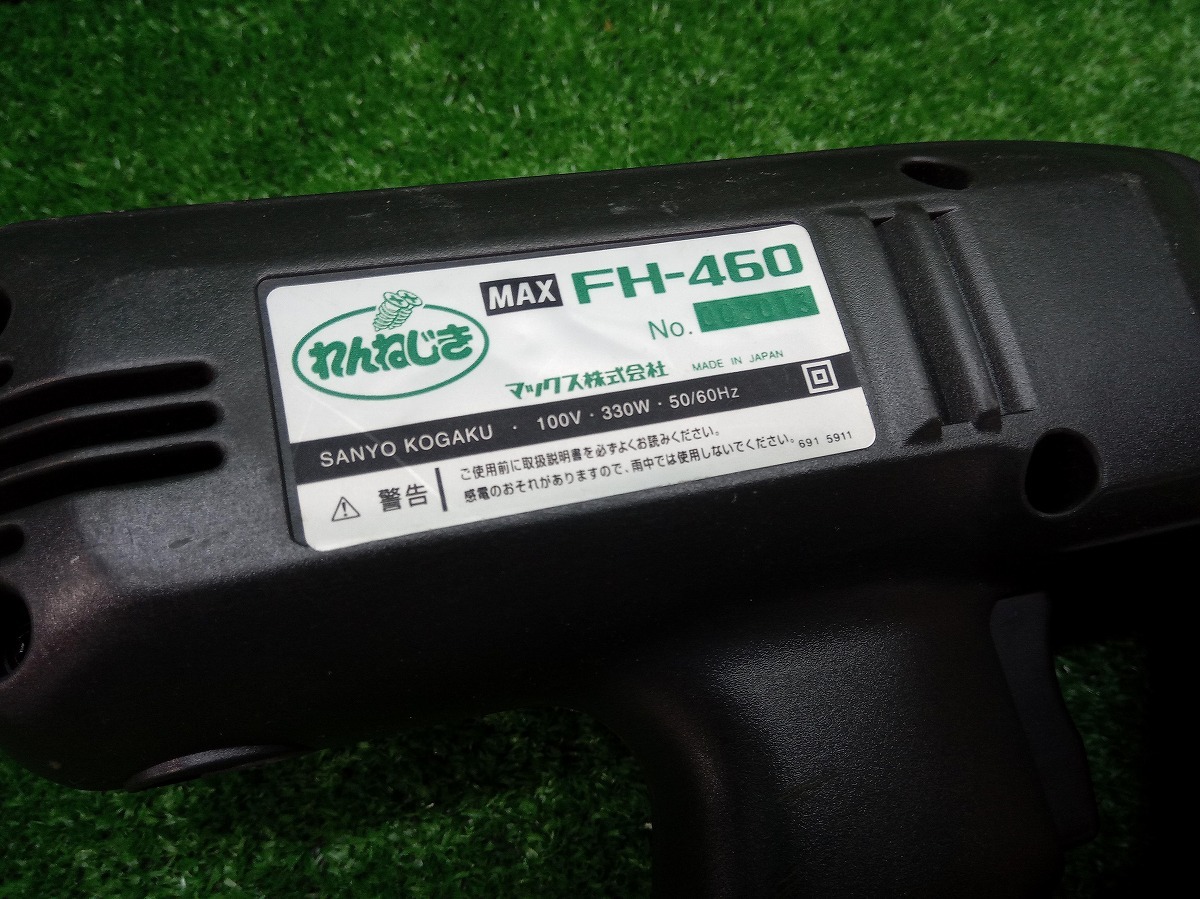 MAX FH-460
れんねじき
No.
マックス株式会社 MADE IN JAPAN
SANYO KOGAKU · 100V · 330W · 50/60Hz
警告
ご使用前に取扱説明書を必ずよくお読みください。
感電のおそれがありますので、雨中では使用しないでください。 691 5911